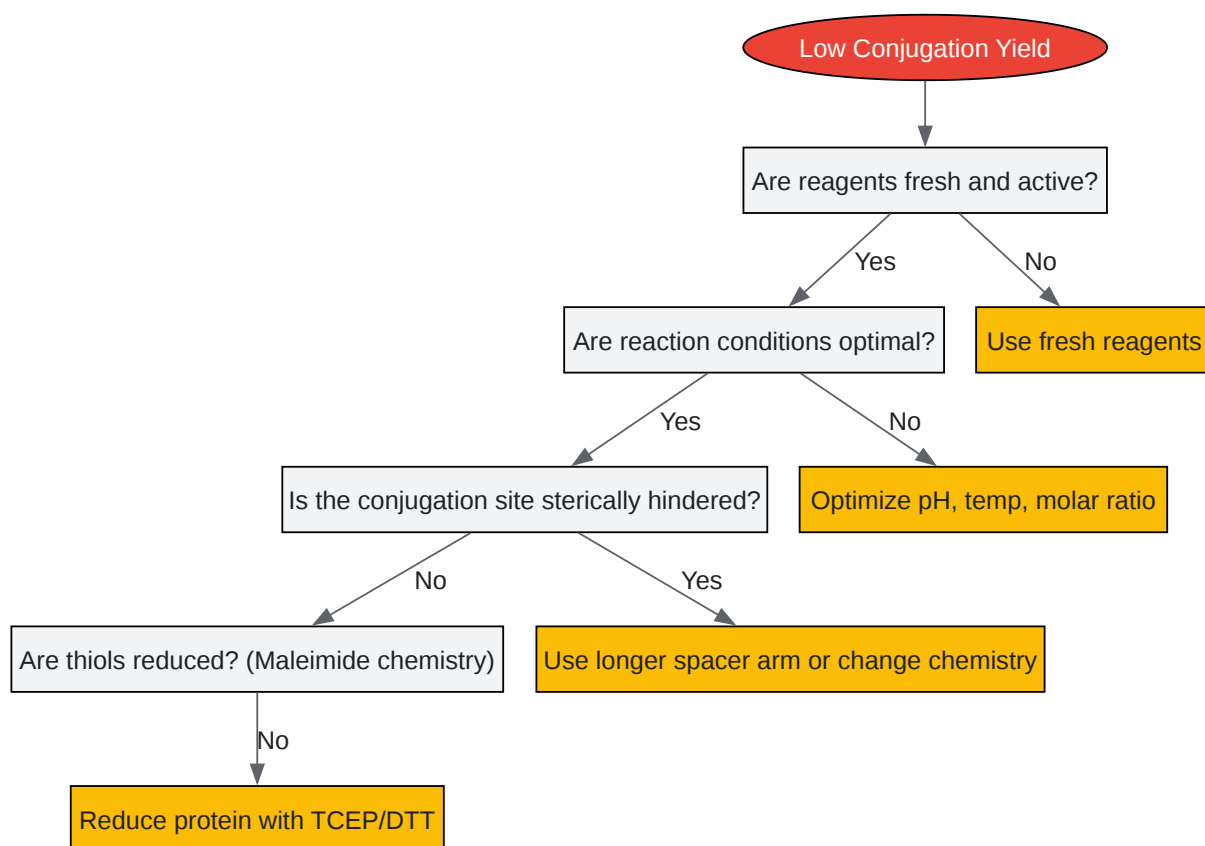 Low Conjugation Yield
Are reagents fresh and active?
Yes
No
Are reaction conditions optimal?
Use fresh reagents
Yes
No
Is the conjugation site sterically hindered?
Optimize pH, temp, molar ratio
No
Yes
Are thiols reduced? (Maleimide chemistry)
Use longer spacer arm or change chemistry
No
Reduce protein with TCEP/DTT